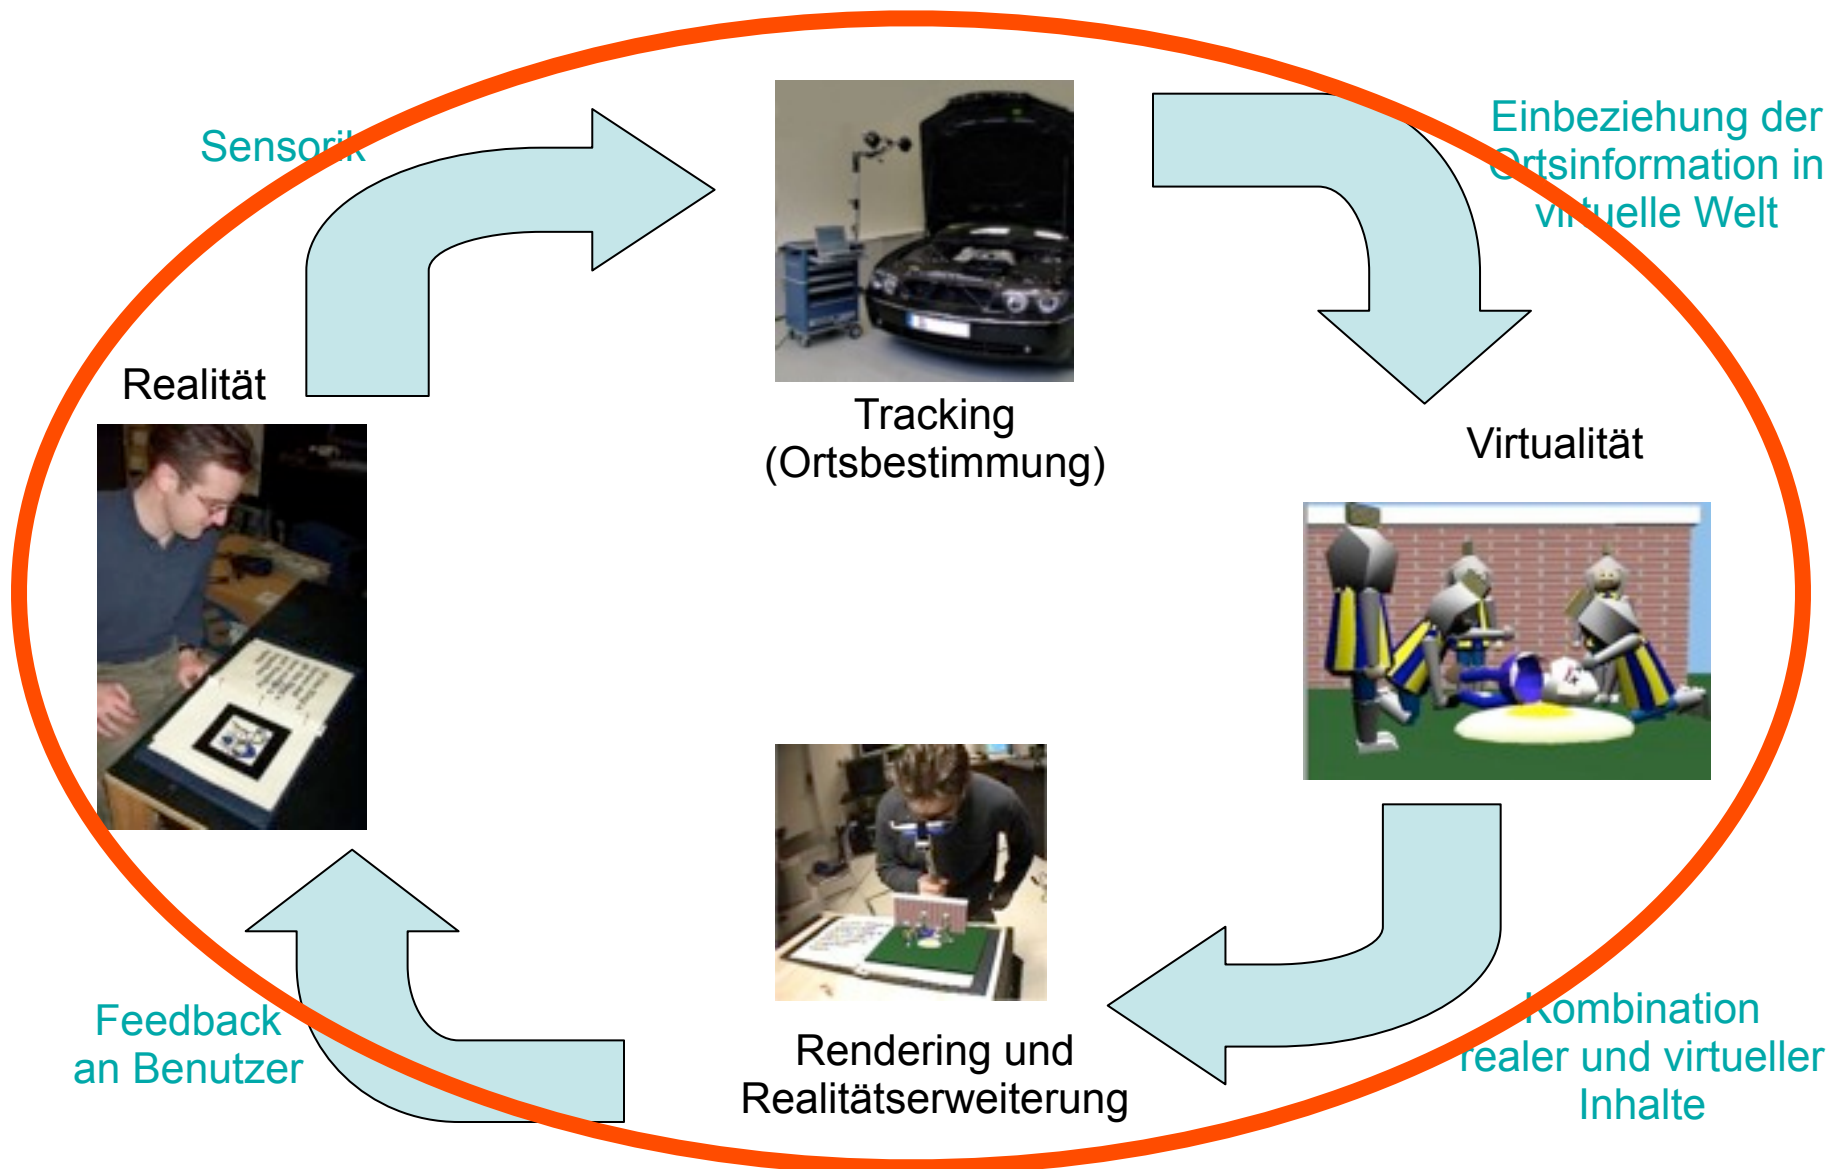 Sensorik
Einbeziehung der
Ortsinformation in
virtuelle Welt
Realität
Tracking
(Ortsbestimmung)
Virtualität
Feedback
an Benutzer
Rendering und
Realitätserweiterung
Kombination
realer und virtueller
Inhalte